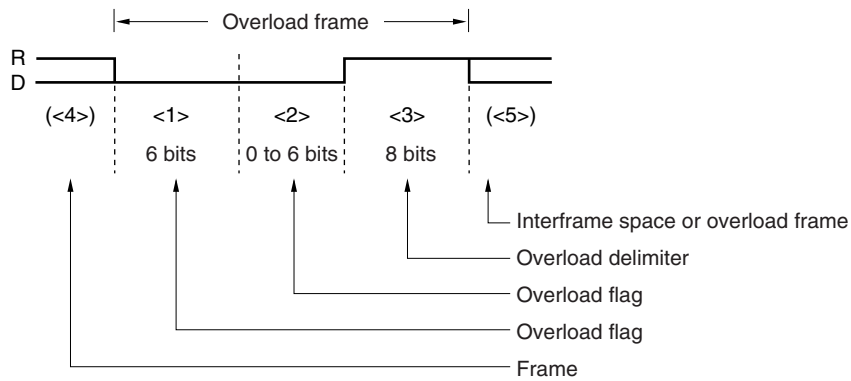 Overload frame
R
D
(<4>) <1> <2> <3> (<5>)
6 bits 0 to 6 bits 8 bits
Interframe space or overload frame
Overload delimiter
Overload flag
Overload flag
Frame